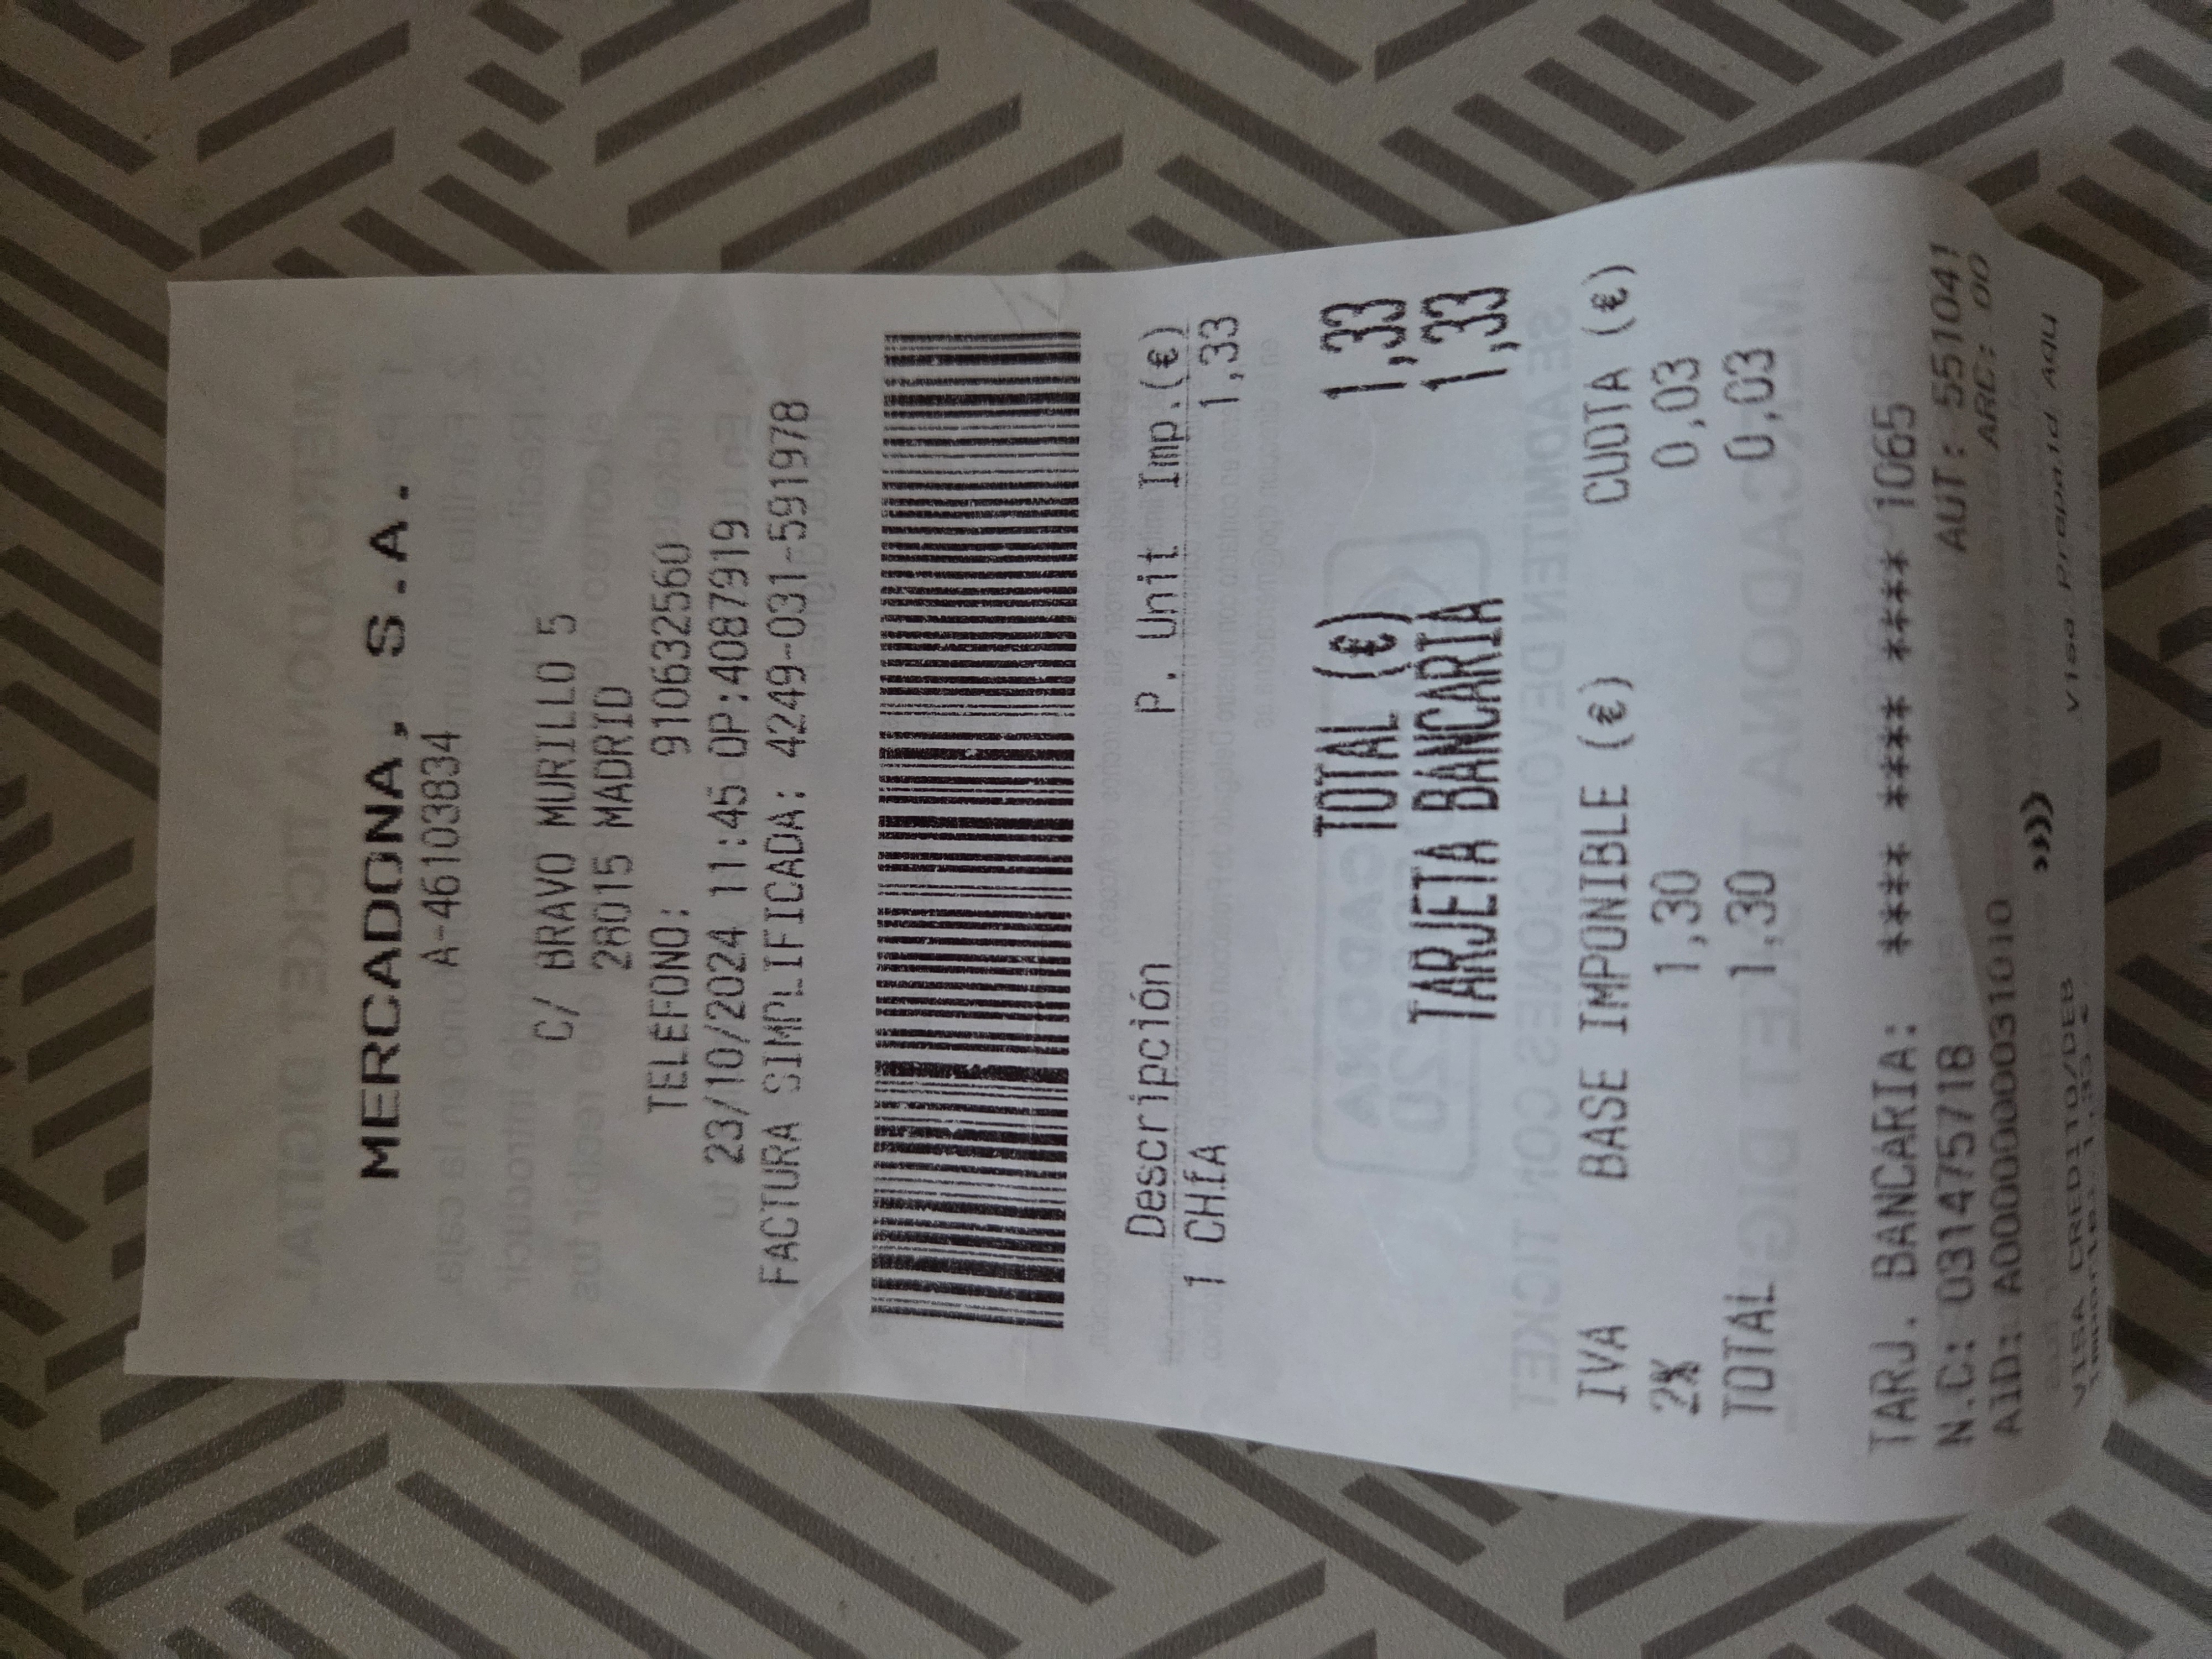 MERCADONA, S.A.
A-46103834
C/ BRAVO MURILLO 5
28015 MADRID
TELÉFONO: 910632560
23/10/2024 11:45 OP:4087919
FACTURA SIMPLIFICADA: 4249-031-591978
Descripción P. Unit Imp.(€)
1 CHÍA 1,33
TOTAL (€) 1,33
TARJETA BANCARIA 1,33
IVA BASE IMPONIBLE (€) CUOTA (€)
2% 1,30 0,03
TOTAL 1,30 0,03
TARJ. BANCARIA: **** **** **** 1065
N.C: 031475718 AUT: 551041
AID: A0000000031010 ARC: 00
VISA CREDITO/DEB Visa Prepaid Aqu
Importe: 1,33 €